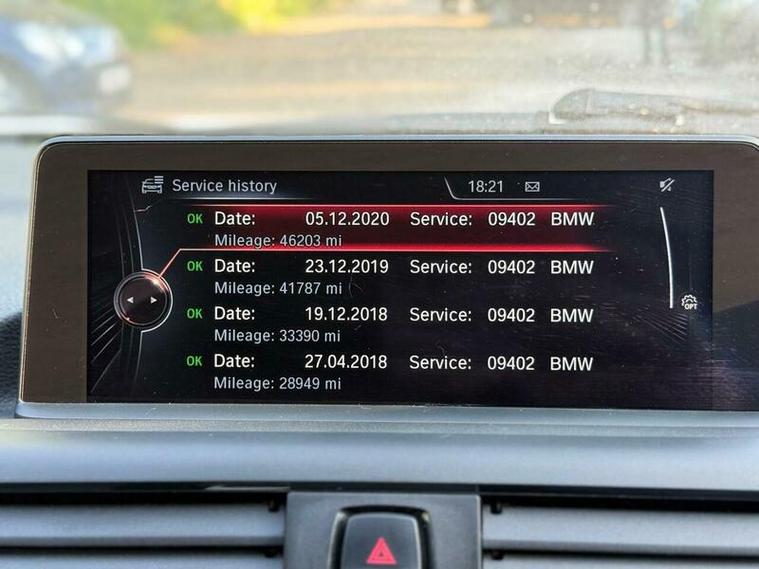 Service history 18:21
OK Date: 05.12.2020 Service: 09402 BMW
Mileage: 46203 mi
OK Date: 23.12.2019 Service: 09402 BMW
Mileage: 41787 mi
OK Date: 19.12.2018 Service: 09402 BMW
Mileage: 33390 mi
OK Date: 27.04.2018 Service: 09402 BMW
Mileage: 28949 mi
OPT